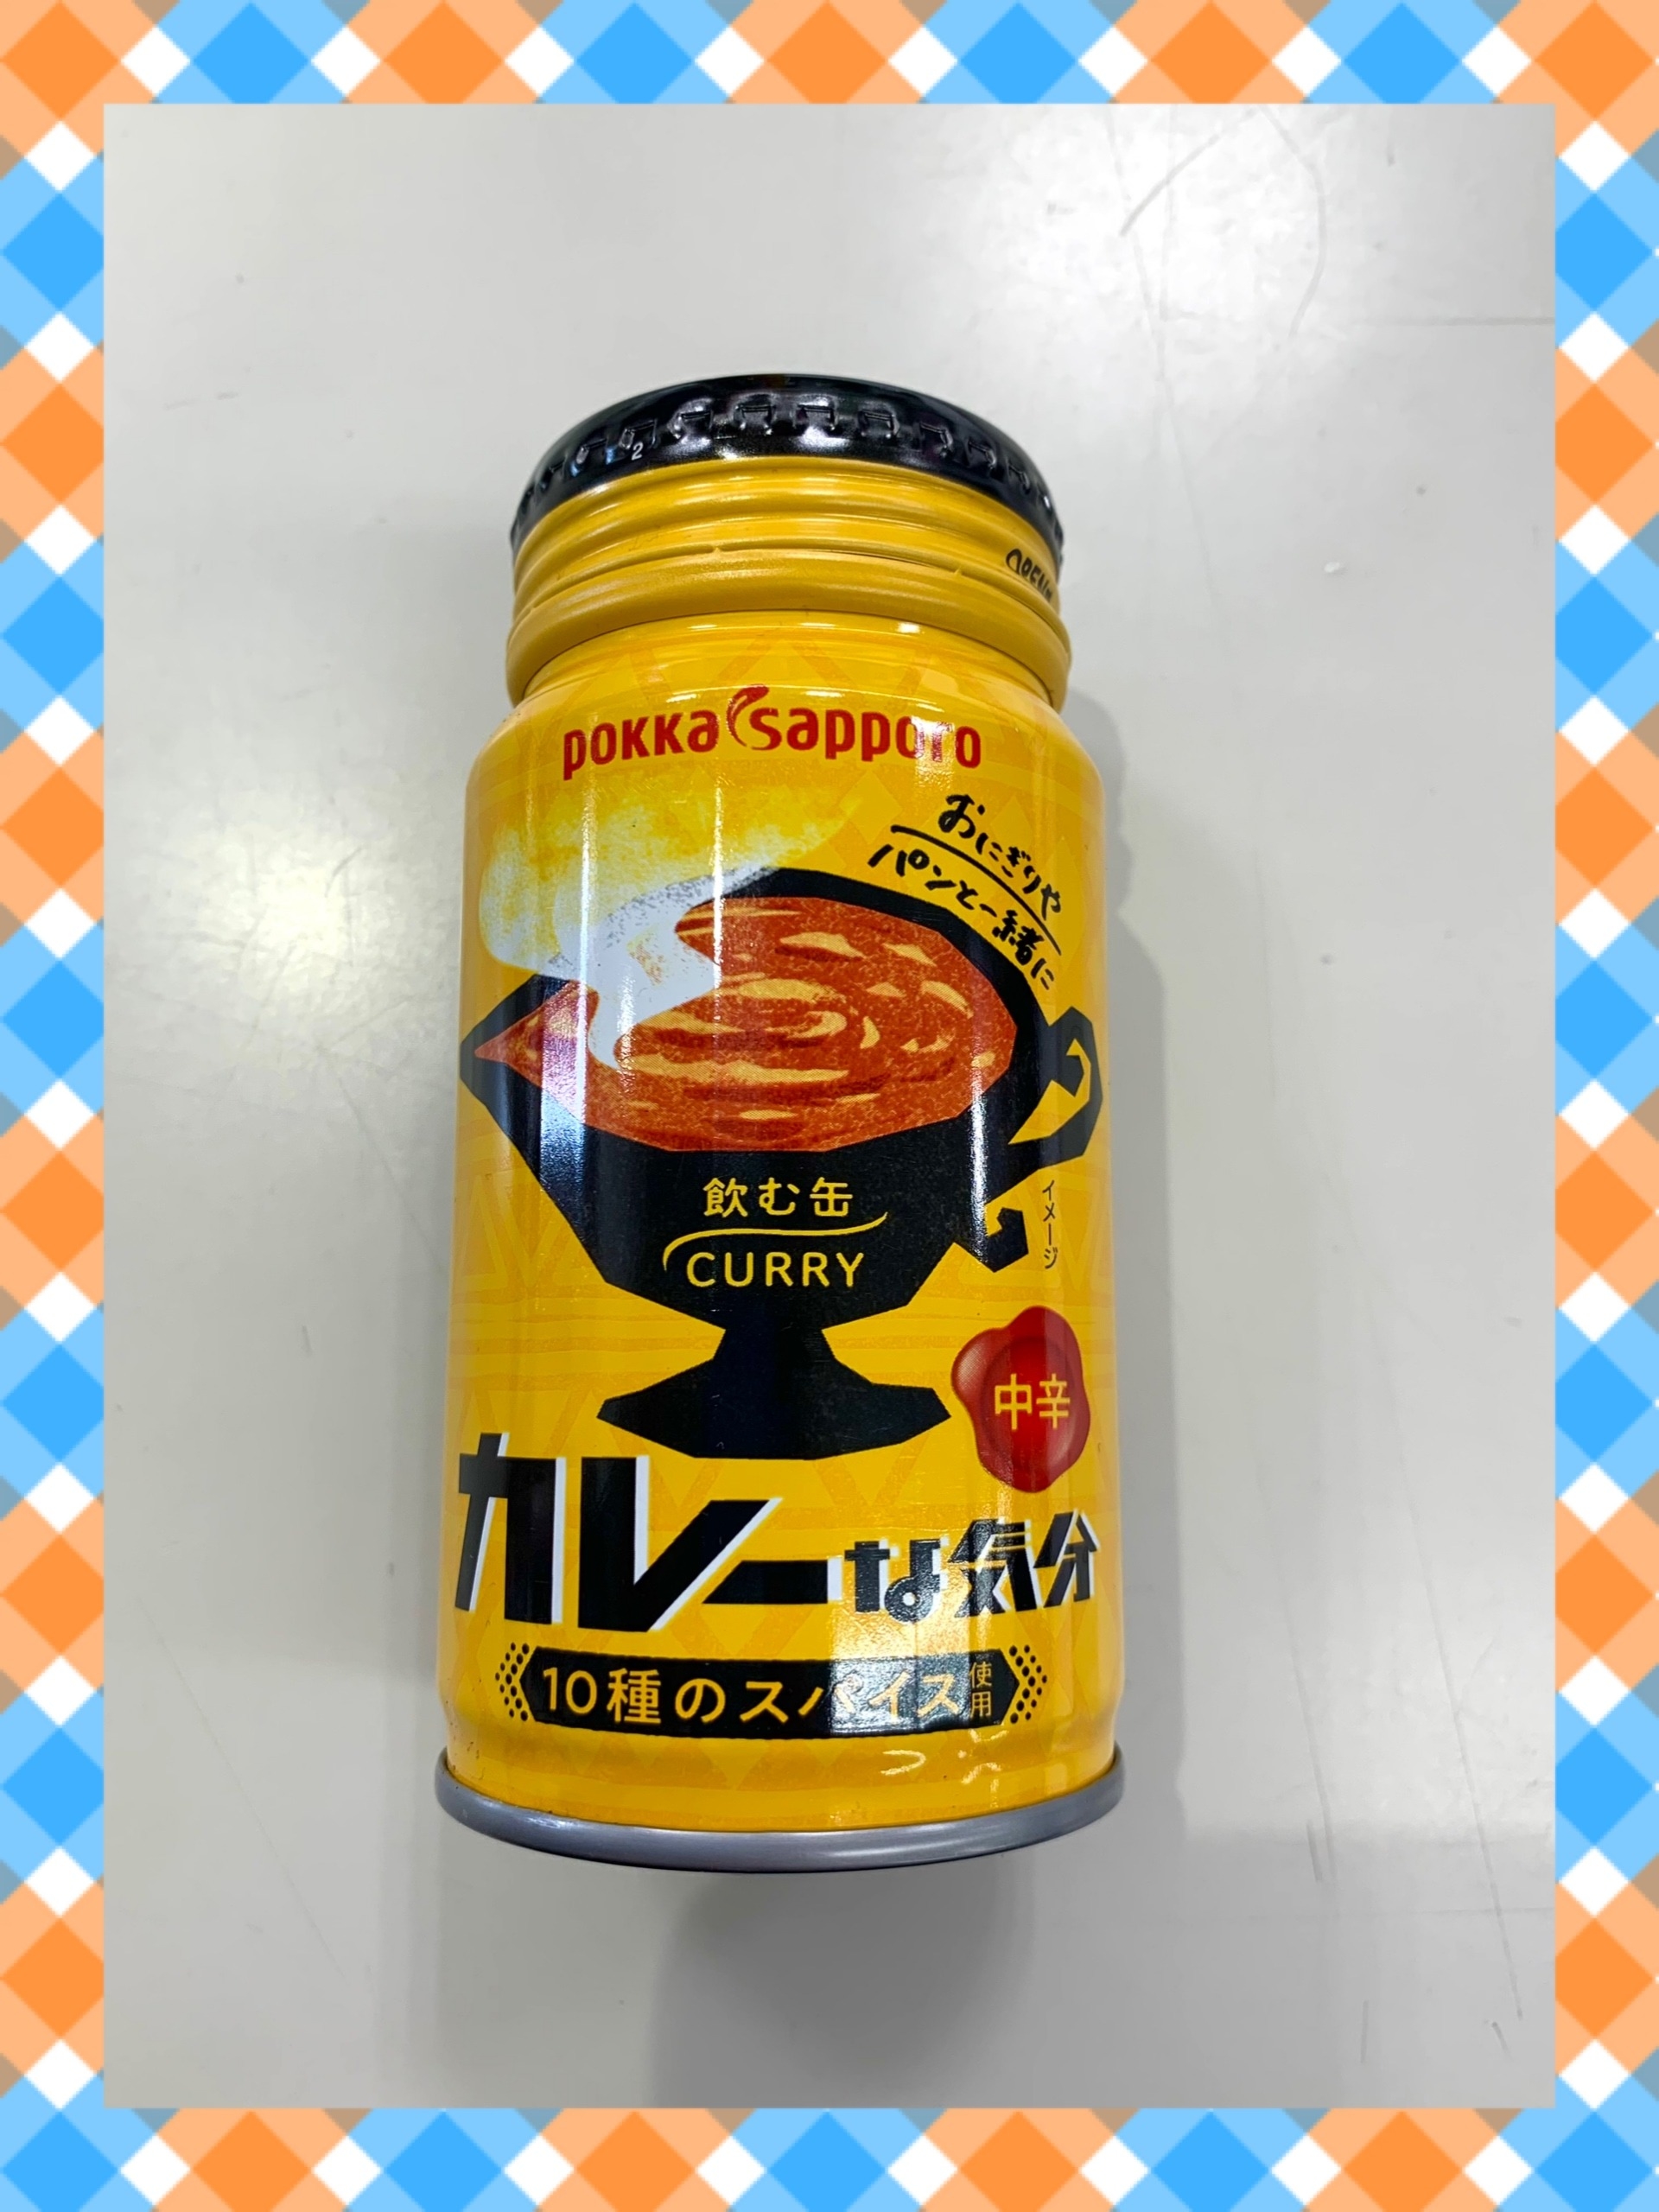 pokka sapporo
おにぎりや
パンと一緒に
飲む缶
CURRY
イメージ
中辛
カレーな気分
10種のスパイス使用